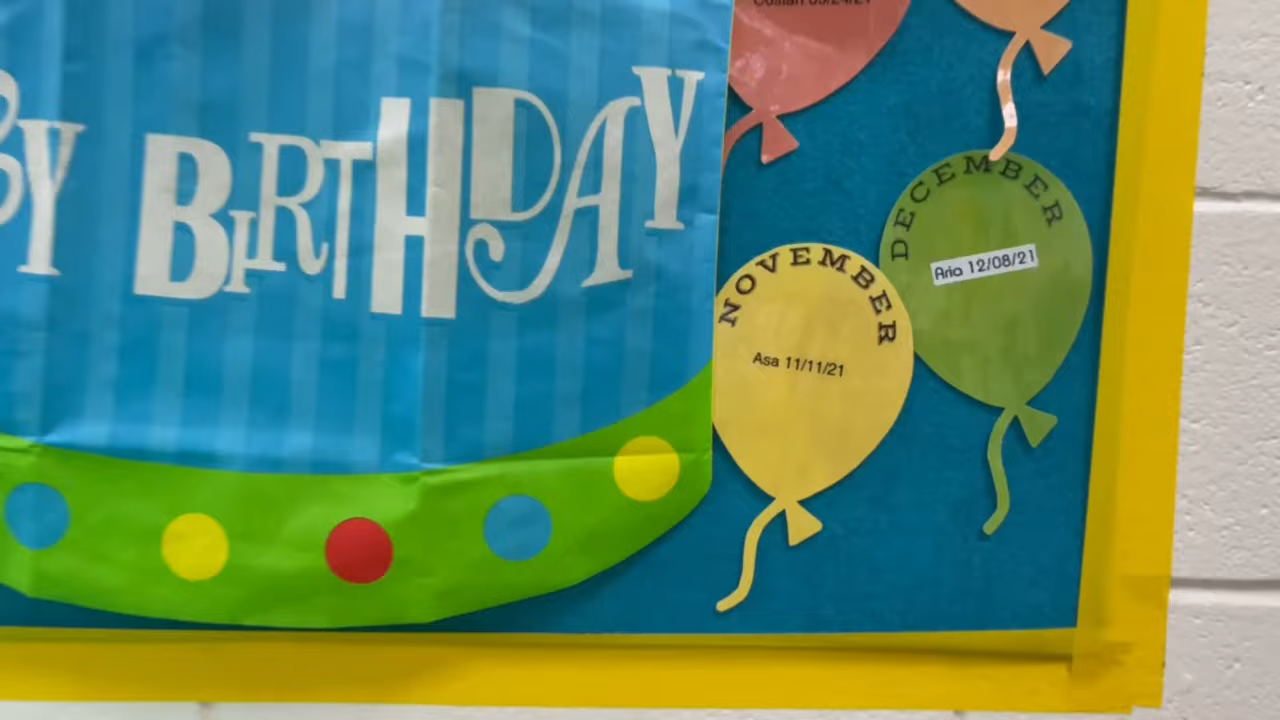 Y BIRTHDAY
NOVEMBER
Asa 11/11/21
DECEMBER
Aria 12/08/21